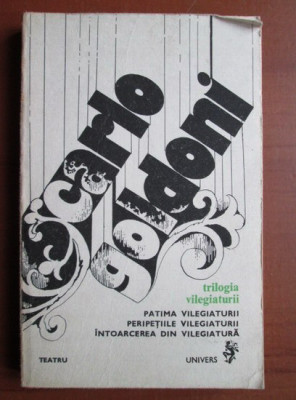 carlo
goldoni
trilogia
vilegiaturii
PATIMA VILEGIATURII
PERIPEȚIILE VILEGIATURII
ÎNTOARCEREA DIN VILEGIATURĂ
TEATRU
UNIVERS